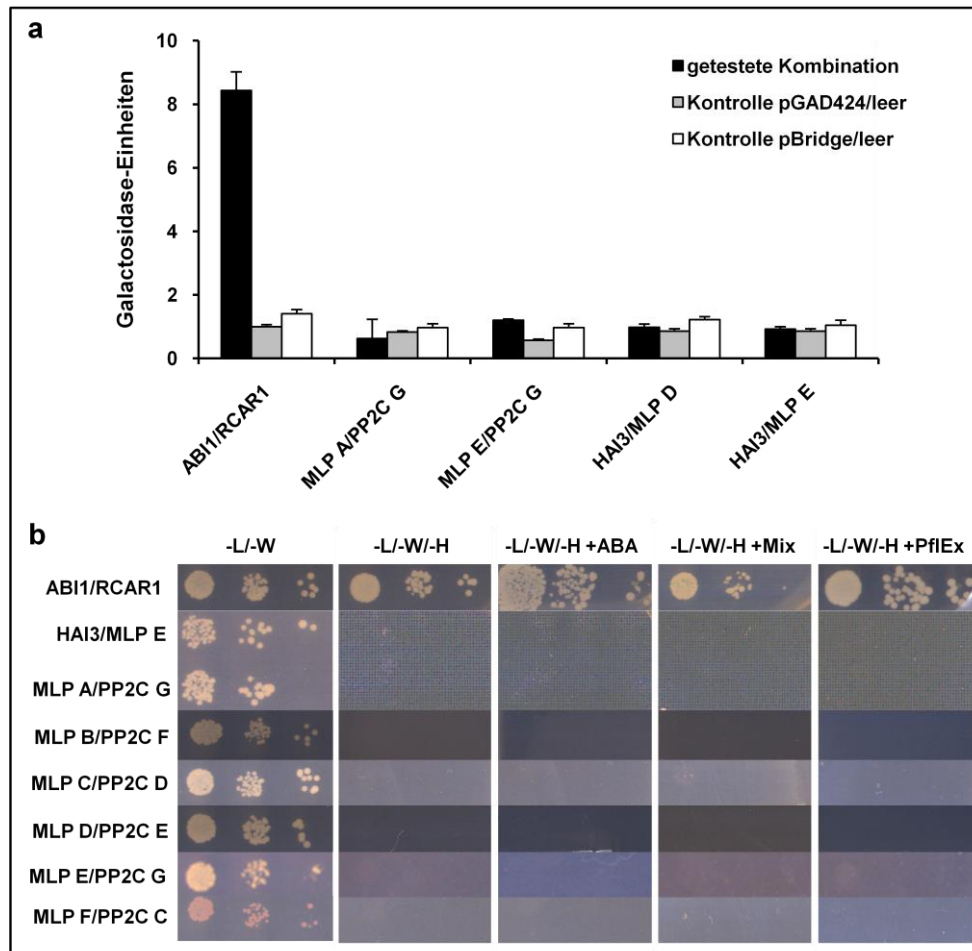 a
10
8
6
4
2
0
Galactosidase-Einheiten
getestete Kombination
Kontrolle pGAD424/leer
Kontrolle pBridge/leer
ABI1/RCAR1
MLP A/PP2C G
MLP E/PP2C G
HAI3/MLP D
HAI3/MLP E
b
-L/-W
-L/-W/-H
-L/-W/-H +ABA
-L/-W/-H +Mix
-L/-W/-H +PflEx
ABI1/RCAR1
HAI3/MLP E
MLP A/PP2C G
MLP B/PP2C F
MLP C/PP2C D
MLP D/PP2C E
MLP E/PP2C G
MLP F/PP2C C